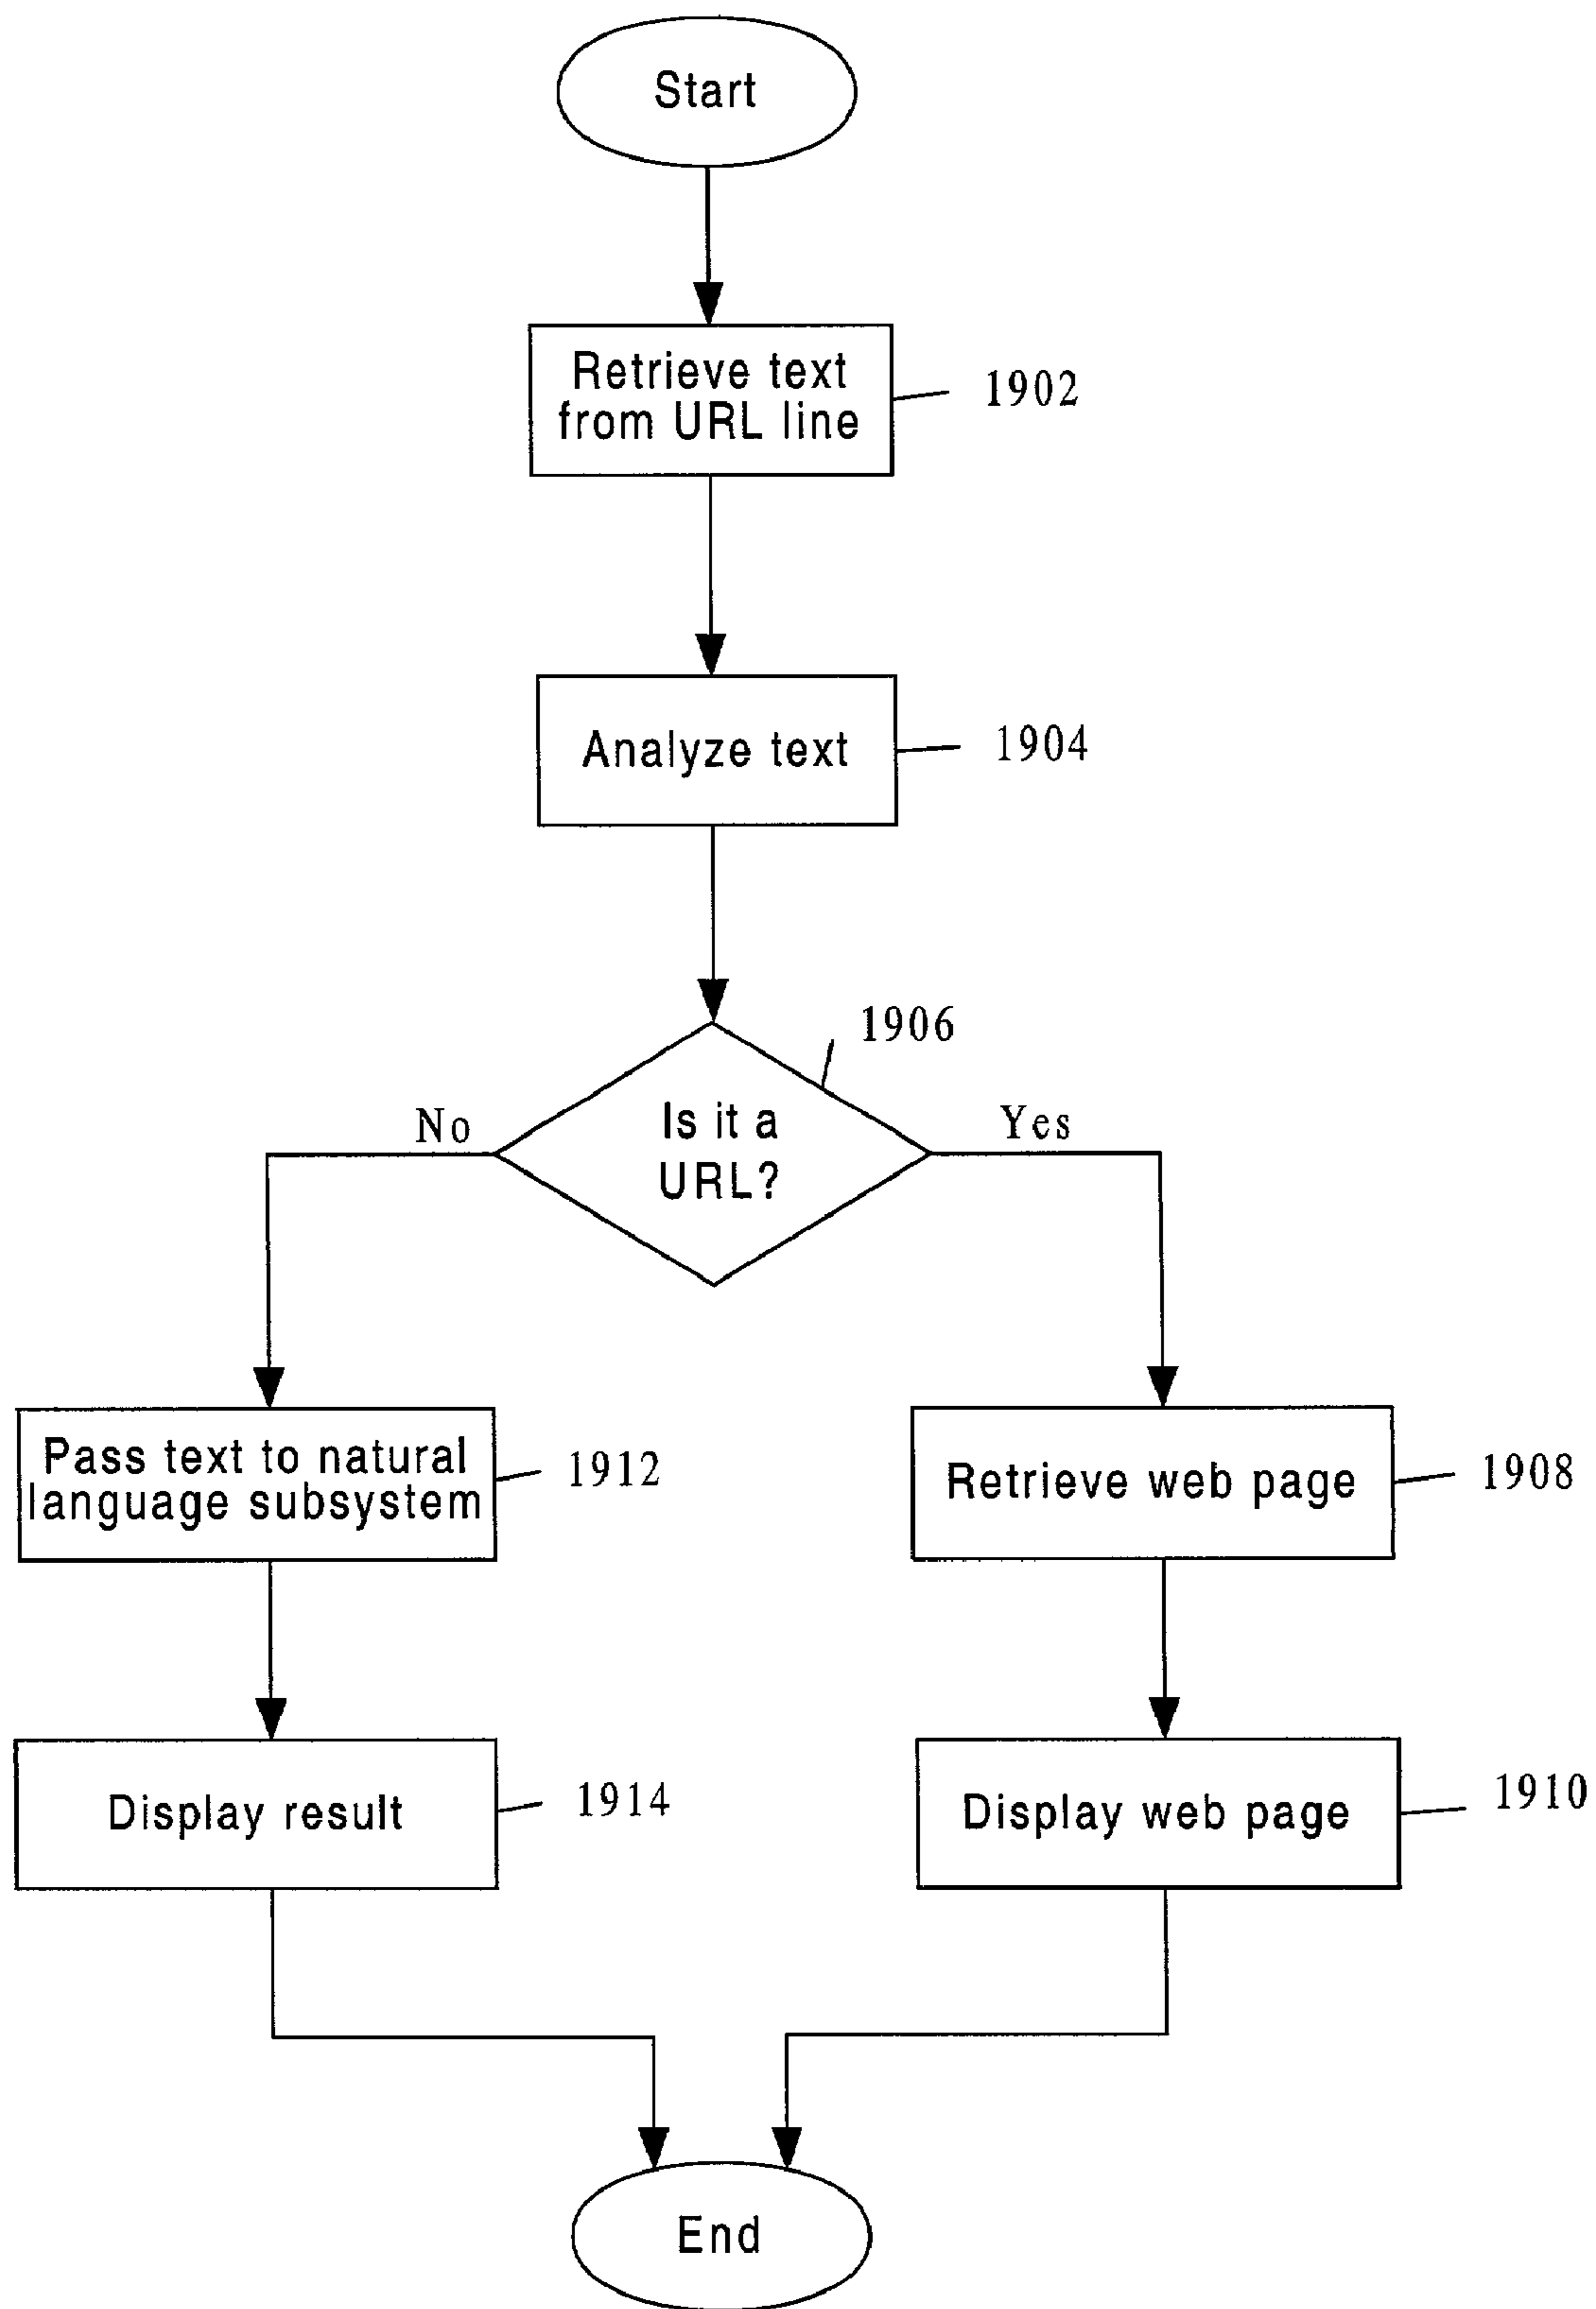 Start
Retrieve text
from URL line
1902
Analyze text
1904
1906
Is it a
URL?
No
Yes
Pass text to natural
language subsystem
1912
Retrieve web page
1908
Display result
1914
Display web page
1910
End